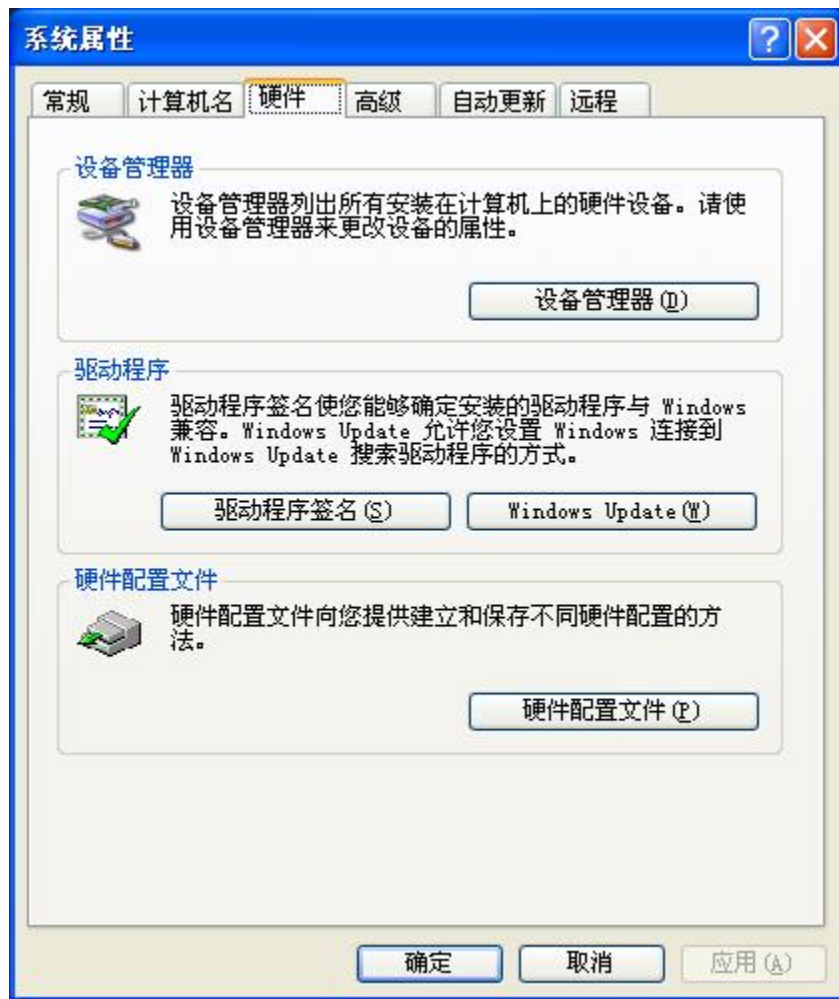 系统属性
常规 计算机名 硬件 高级 自动更新 远程
设备管理器
设备管理器列出所有安装在计算机上的硬件设备。请使
用设备管理器来更改设备的属性。
设备管理器(D)
驱动程序
驱动程序签名使您能够确定安装的驱动程序与 Windows
兼容。Windows Update 允许您设置 Windows 连接到
Windows Update 搜索驱动程序的方式。
驱动程序签名(S) Windows Update(W)
硬件配置文件
硬件配置文件向您提供建立和保存不同硬件配置的方
法。
硬件配置文件(P)
确定 取消 应用(A)